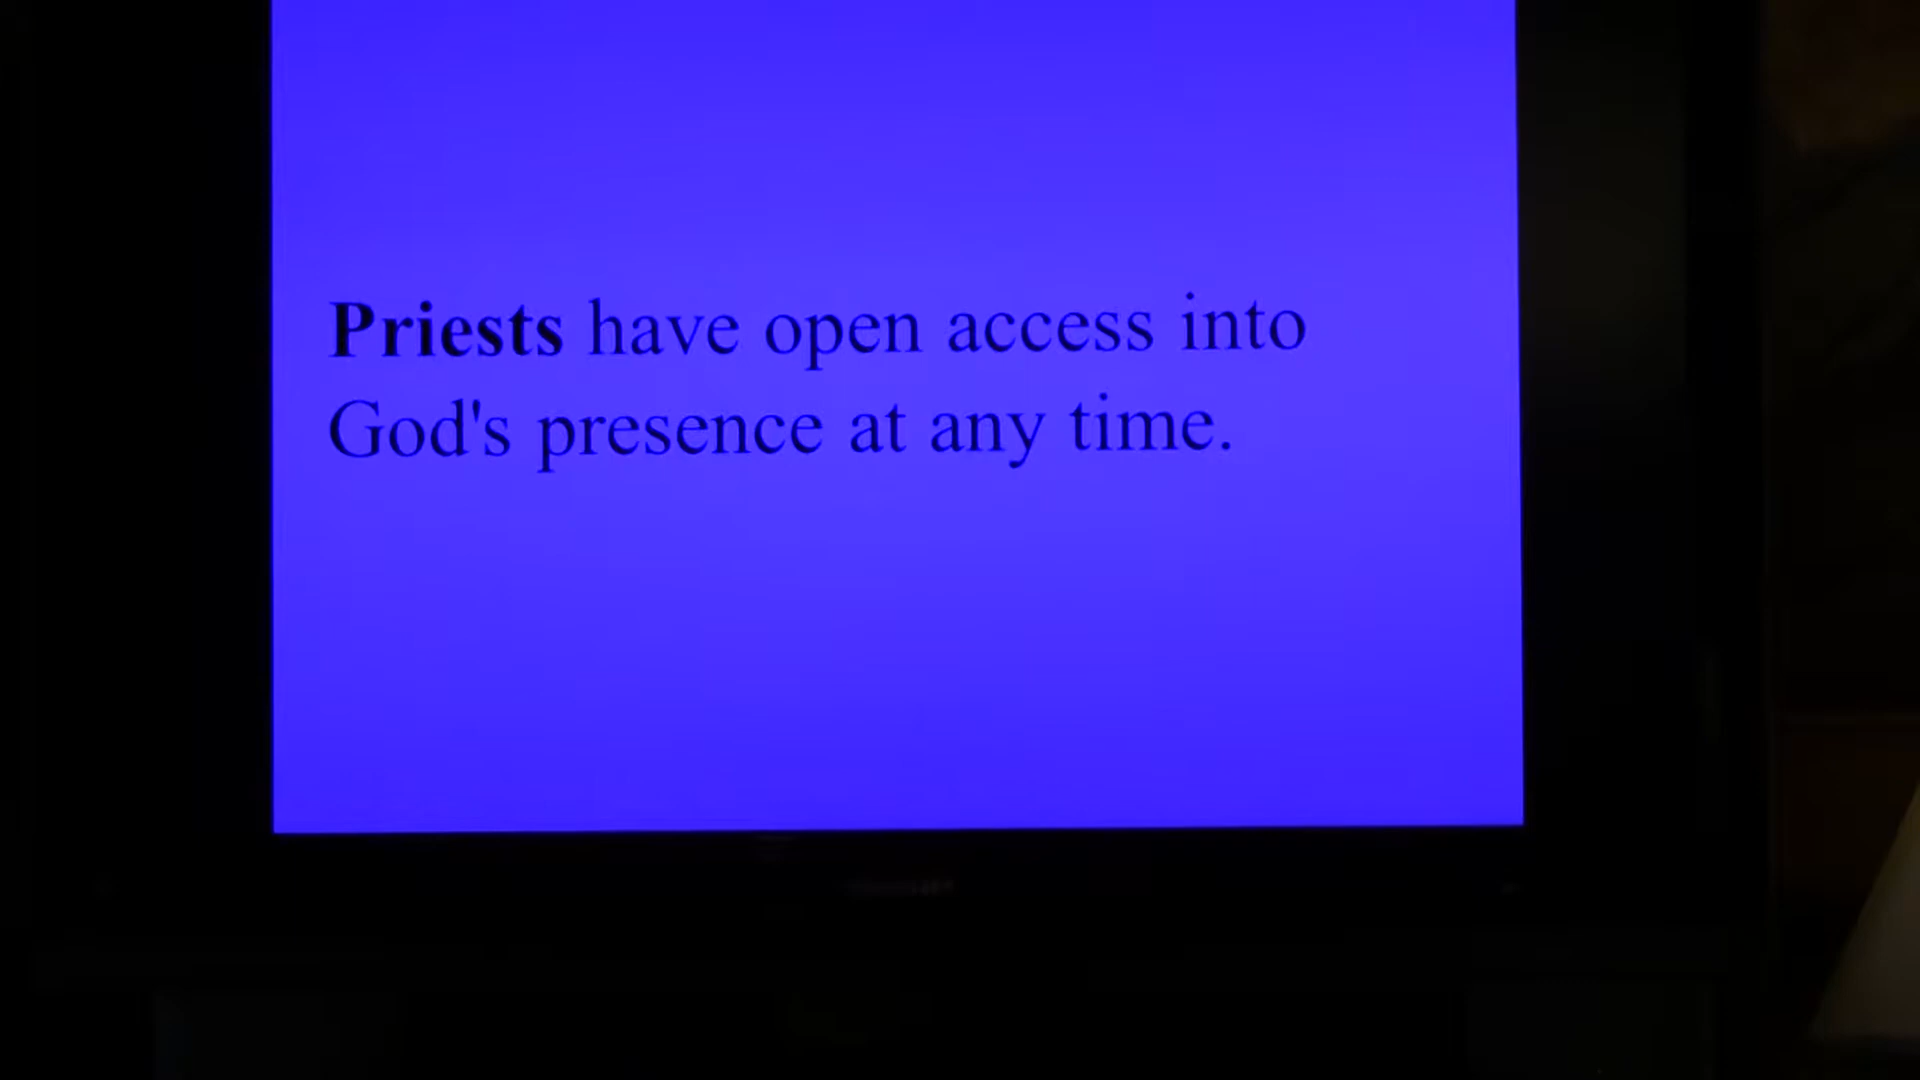 Priests have open access into
God's presence at any time.